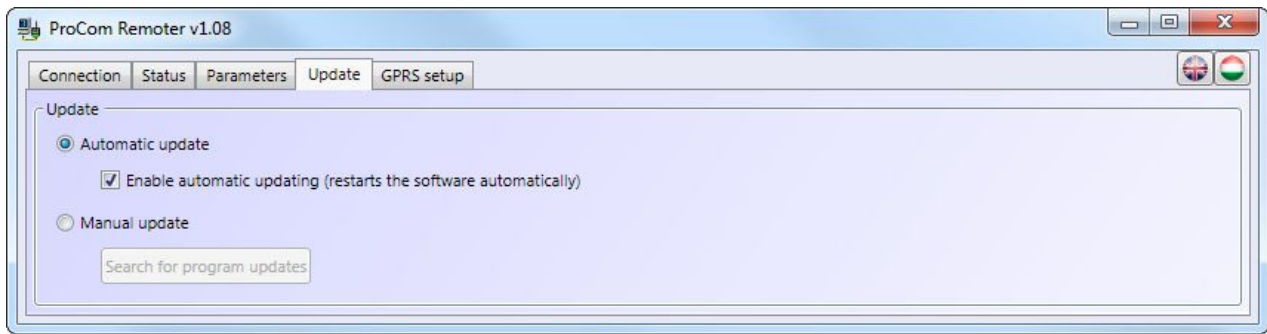 ProCom Remoter v1.08
Connection Status Parameters Update GPRS setup
Update
Automatic update
Enable automatic updating (restarts the software automatically)
Manual update
Search for program updates